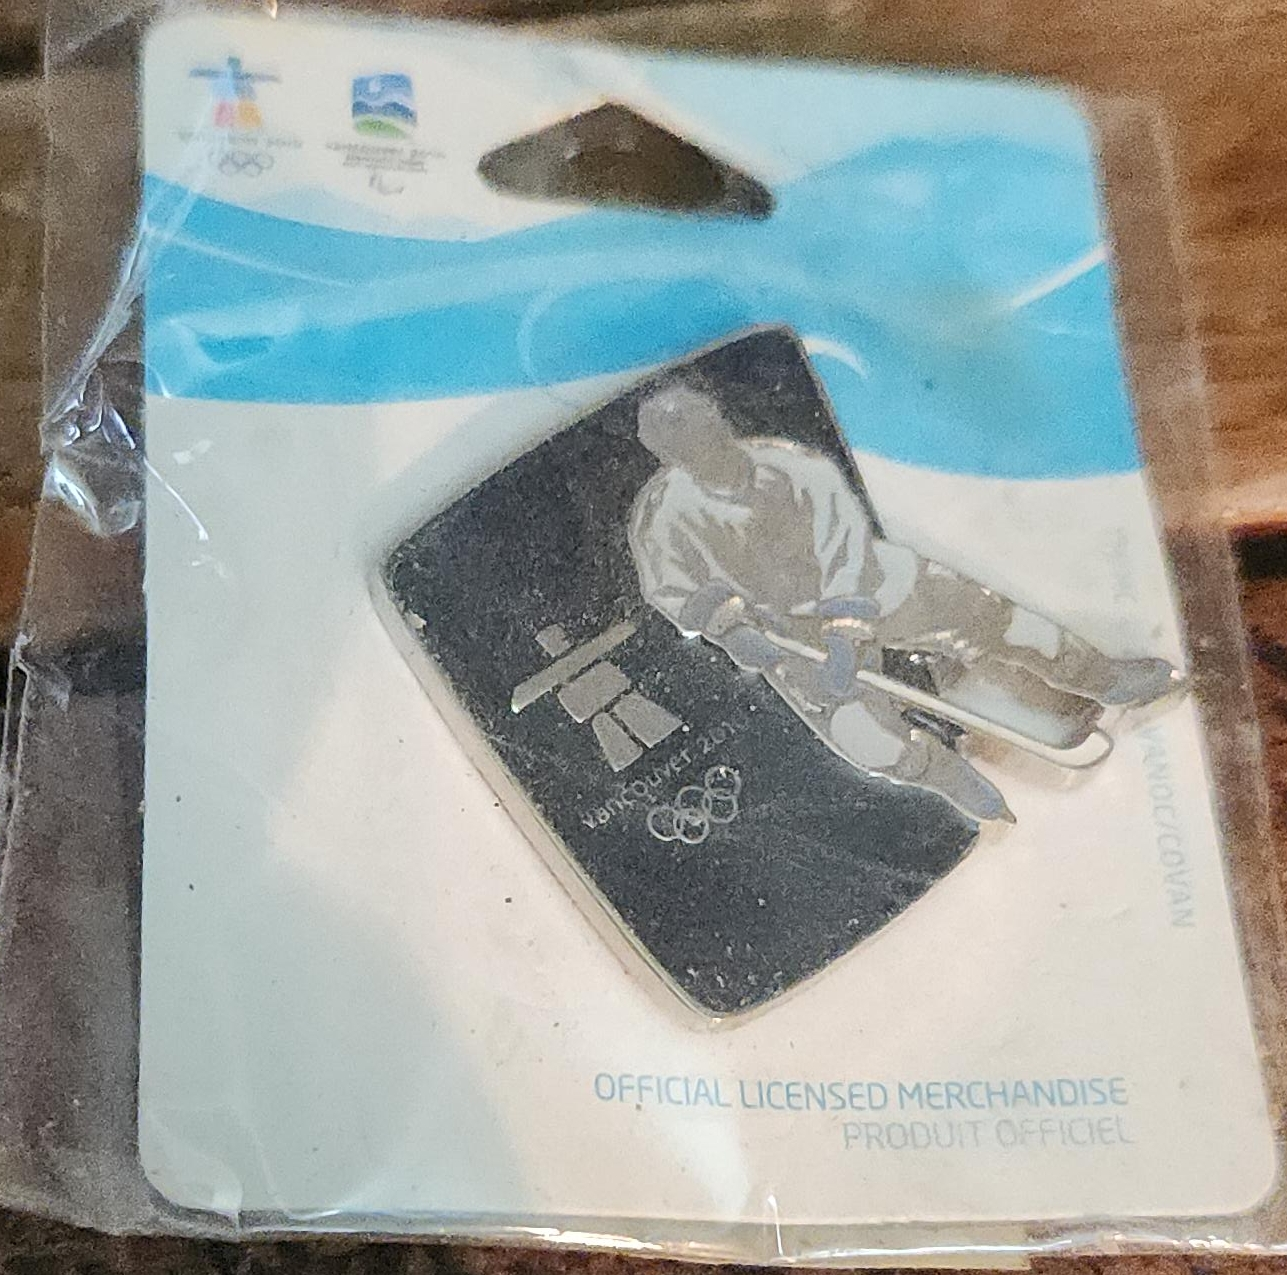 vancouver 2010
OFFICIAL LICENSED MERCHANDISE
PRODUIT OFFICIEL
VANOC/COVAN